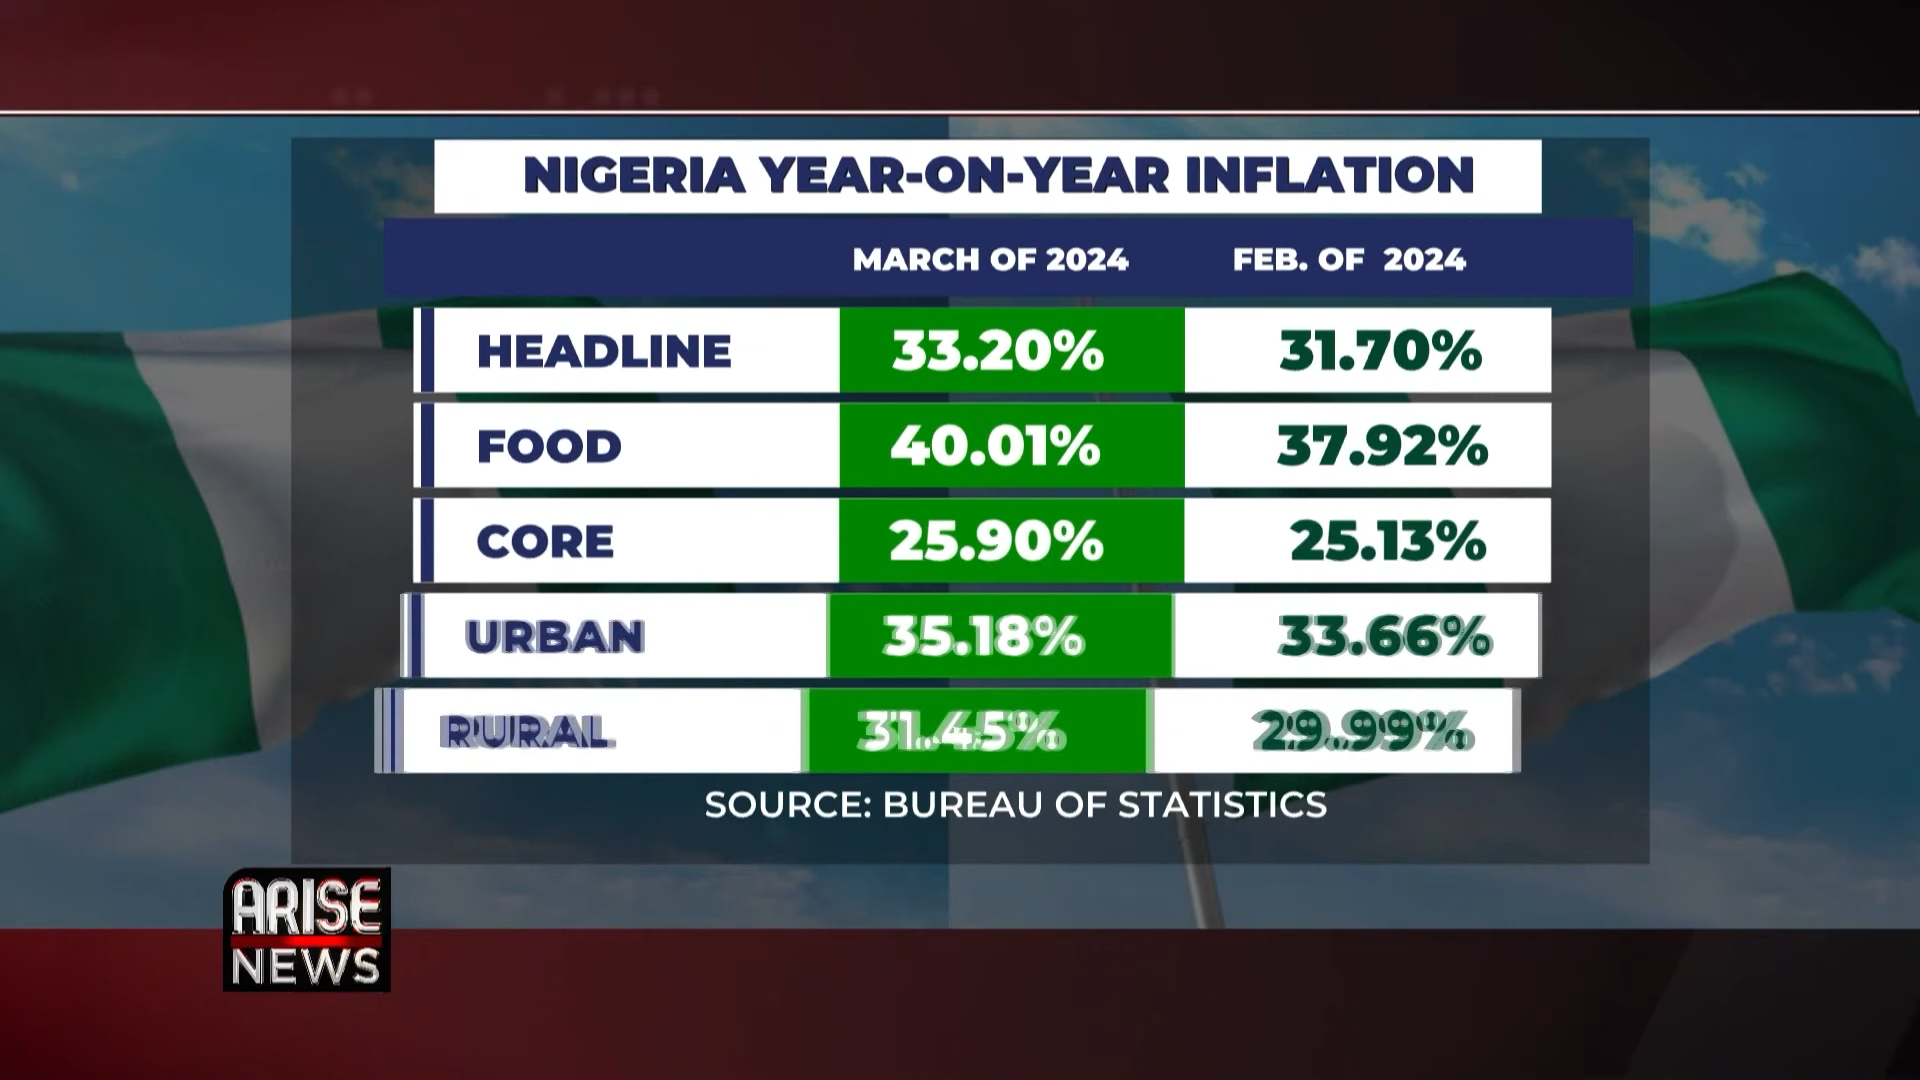 NIGERIA YEAR-ON-YEAR INFLATION
MARCH OF 2024 FEB. OF 2024
HEADLINE 33.20% 31.70%
FOOD 40.01% 37.92%
CORE 25.90% 25.13%
URBAN 35.18% 33.66%
RURAL 31.45% 29.99%
SOURCE: BUREAU OF STATISTICS
ARISE
NEWS